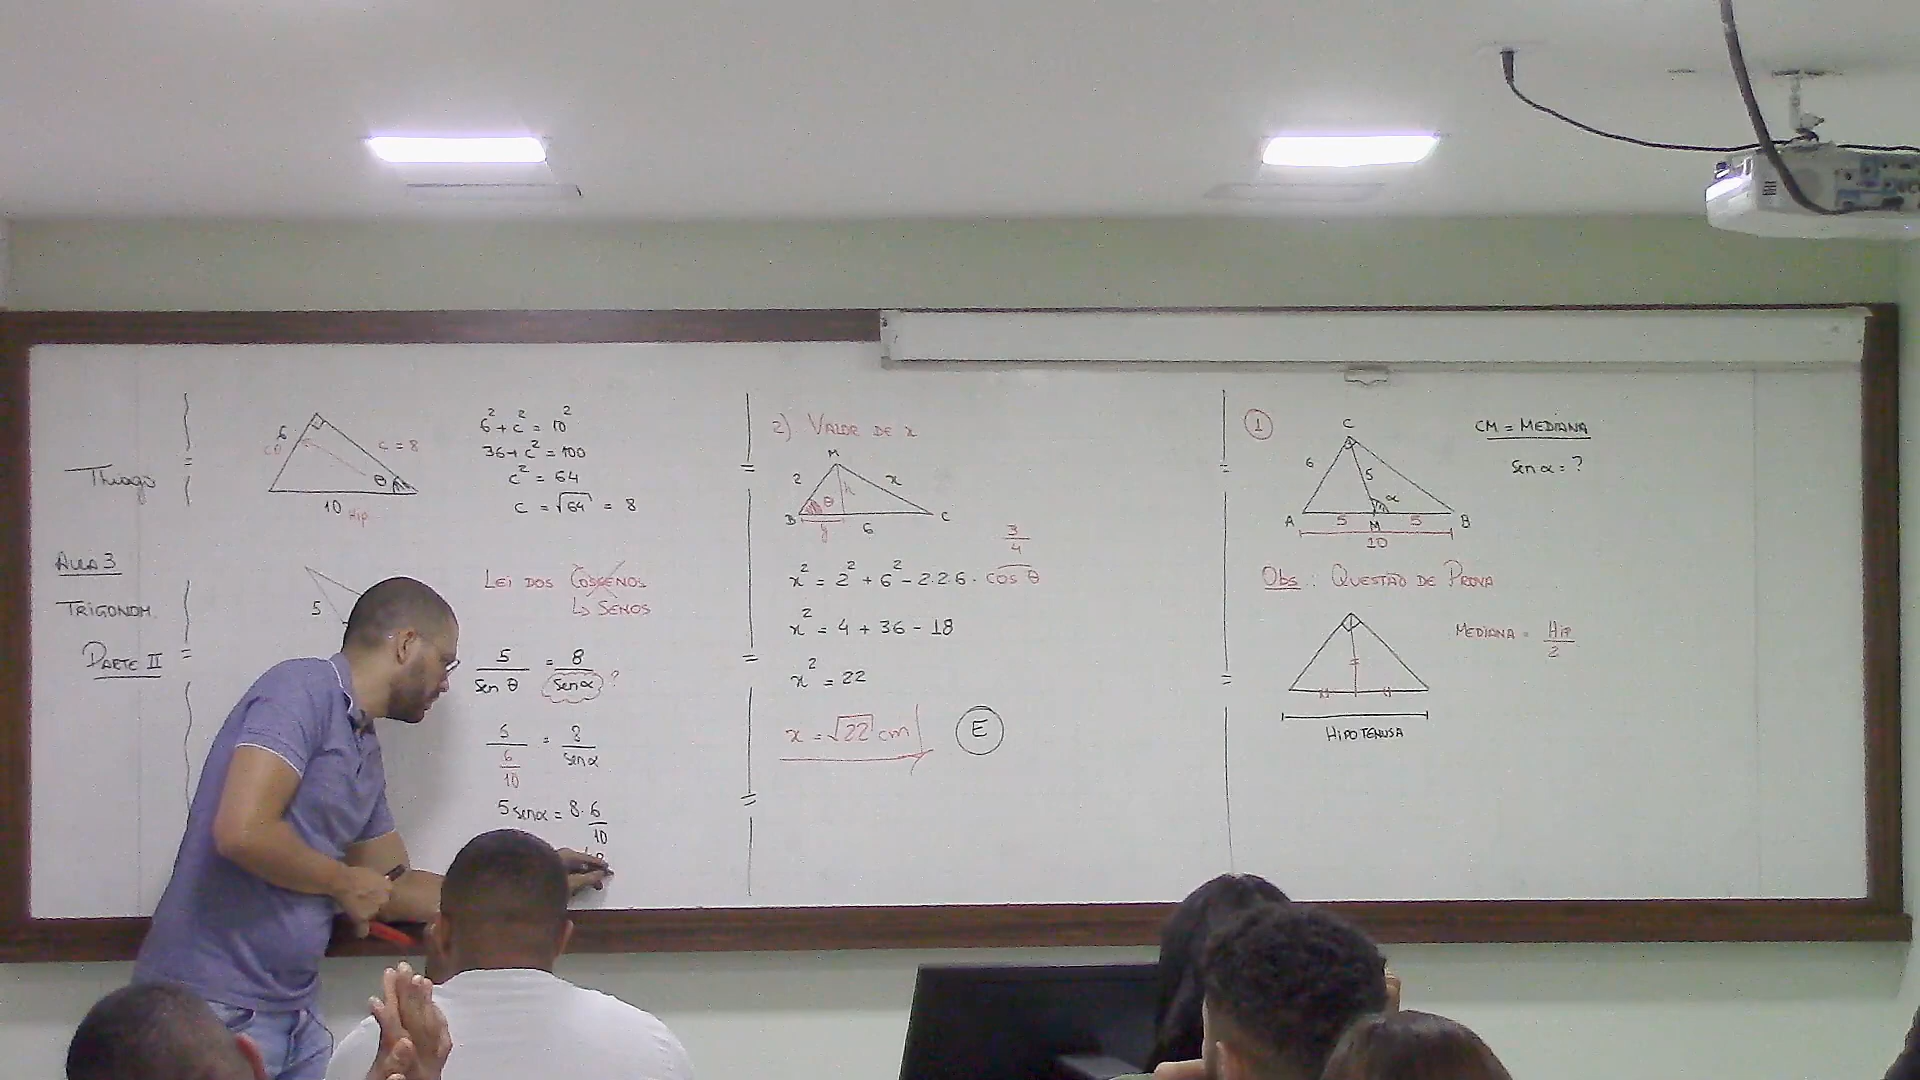 Thiago
AULA 3
TRIGONOM.
PARTE II
6
CO
c = 8
θ
10 Hip
6² + c² = 10²
36 + c² = 100
c² = 64
c = √64 = 8
5
LEI DOS COSSENOS
↳ SENOS
5/sen θ = 8/sen α ?
5/(6/10) = 8/sen α
5 sen α = 8 · 6/10
2) VALOR DE x
M
2
h
x
θ
B
C
y
6
3/4
x² = 2² + 6² - 2.2.6 . cos θ
x² = 4 + 36 - 18
x² = 22
x = √22 cm
E
1
C
6
5
α
A
5
M
5
B
10
CM = MEDIANA
sen α = ?
Obs : QUESTÃO DE PROVA
MEDIANA = Hip/2
HIPOTENUSA